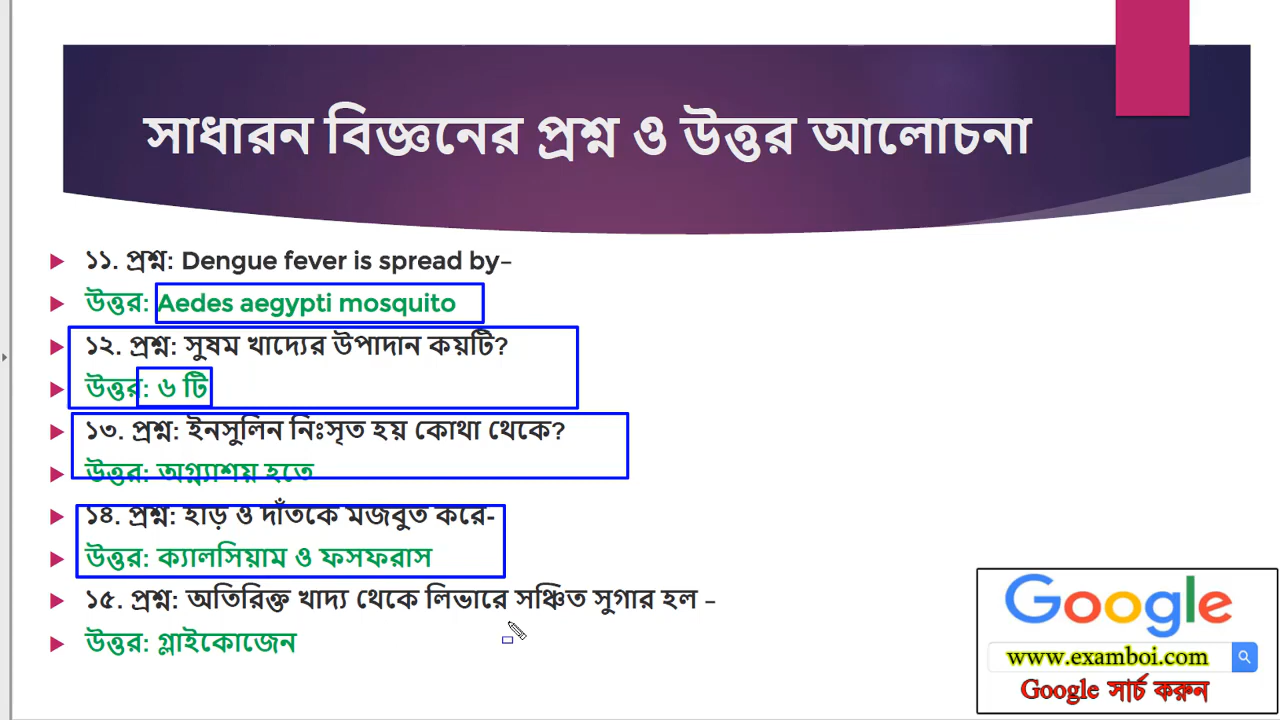 সাধারন বিজ্ঞনের প্রশ্ন ও উত্তর আলোচনা
১১. প্রশ্ন: Dengue fever is spread by–
উত্তর: Aedes aegypti mosquito
১২. প্রশ্ন: সুষম খাদ্যের উপাদান কয়টি?
উত্তর: ৬ টি
১৩. প্রশ্ন: ইনসুলিন নিঃসৃত হয় কোথা থেকে?
উত্তর: অগ্ন্যাশয় হতে
১৪. প্রশ্ন: হাড় ও দাঁতকে মজবুত করে-
উত্তর: ক্যালসিয়াম ও ফসফরাস
১৫. প্রশ্ন: অতিরিক্ত খাদ্য থেকে লিভারে সঞ্চিত সুগার হল –
উত্তর: গ্লাইকোজেন
Google
www.examboi.com
Google সার্চ করুন